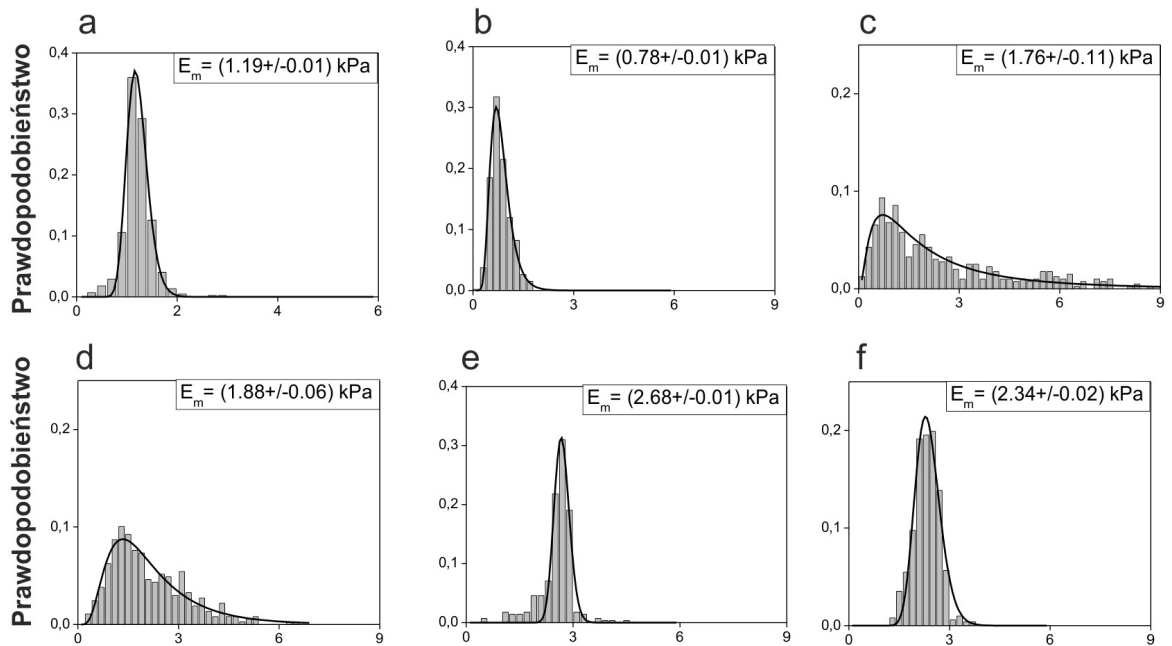 a
E_m= (1.19+/-0.01) kPa
Prawdopodobieństwo
0,4
0,3
0,2
0,1
0,0
0 2 4 6
b
E_m= (0.78+/-0.01) kPa
0,4
0,3
0,2
0,1
0,0
0 3 6 9
c
E_m= (1.76+/-0.11) kPa
0,2
0,1
0,0
0 3 6 9
d
E_m= (1.88+/-0.06) kPa
Prawdopodobieństwo
0,2
0,1
0,0
0 3 6 9
e
E_m= (2.68+/-0.01) kPa
0,4
0,3
0,2
0,1
0,0
0 3 6 9
f
E_m= (2.34+/-0.02) kPa
0,2
0,1
0,0
0 3 6 9